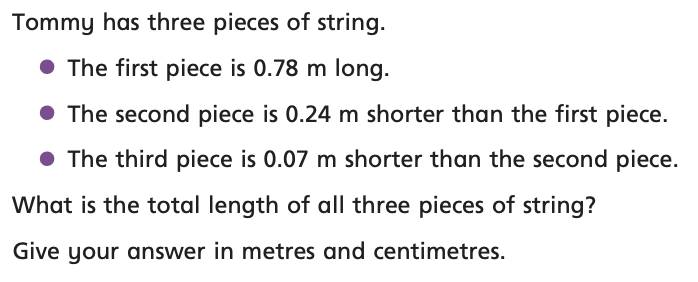 Tommy has three pieces of string.
● The first piece is 0.78 m long.
● The second piece is 0.24 m shorter than the first piece.
● The third piece is 0.07 m shorter than the second piece.
What is the total length of all three pieces of string?
Give your answer in metres and centimetres.